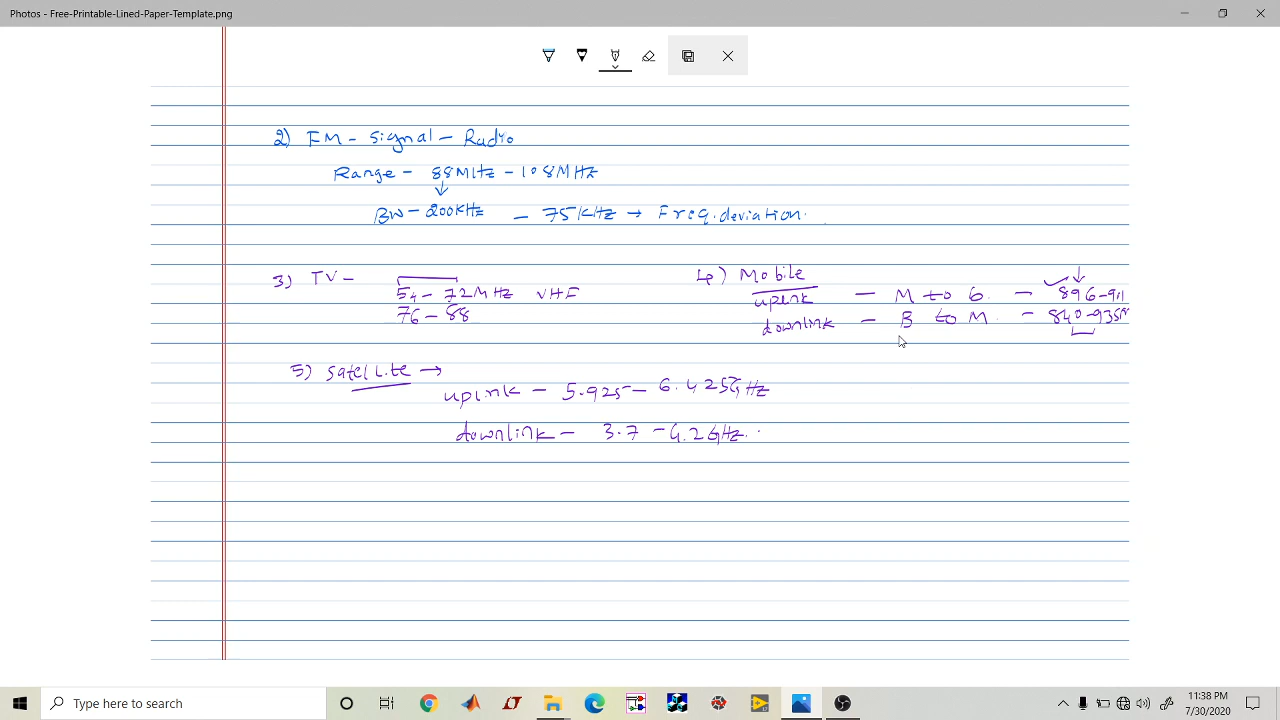 Photos - Free-Printable-Lined-Paper-Template.png
2) FM - Signal - Radio
Range - 88MHz - 108MHz
BW - 200KHz - 75KHz → Freq. deviation.
3) TV -
54 - 72MHz VHF
76 - 88
4) Mobile
uplink - M to B. - 896-901
downlink - B to M. - 840-935M
5) Satellite →
uplink - 5.925 - 6.425GHz
downlink - 3.7 - 4.2GHz.
Type here to search
11:38 PM
7/30/2020